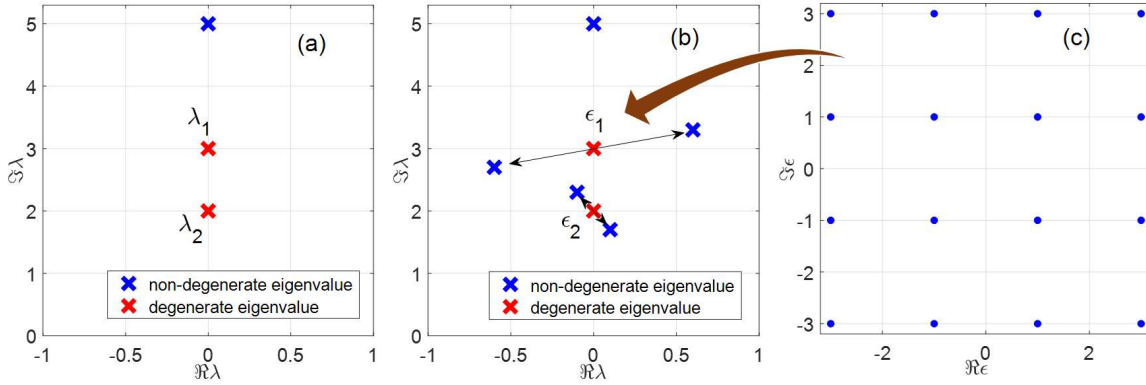 (a)
5
4
3
2
1
0
λ1
λ2
× non-degenerate eigenvalue
× degenerate eigenvalue
-1 -0.5 0 0.5 1
ℜλ
ℑλ
(b)
5
4
3
2
1
0
ϵ1
ϵ2
× non-degenerate eigenvalue
× degenerate eigenvalue
-1 -0.5 0 0.5 1
ℜλ
ℑλ
(c)
3
2
1
0
-1
-2
-3
-2 0 2
ℜϵ
ℑϵ